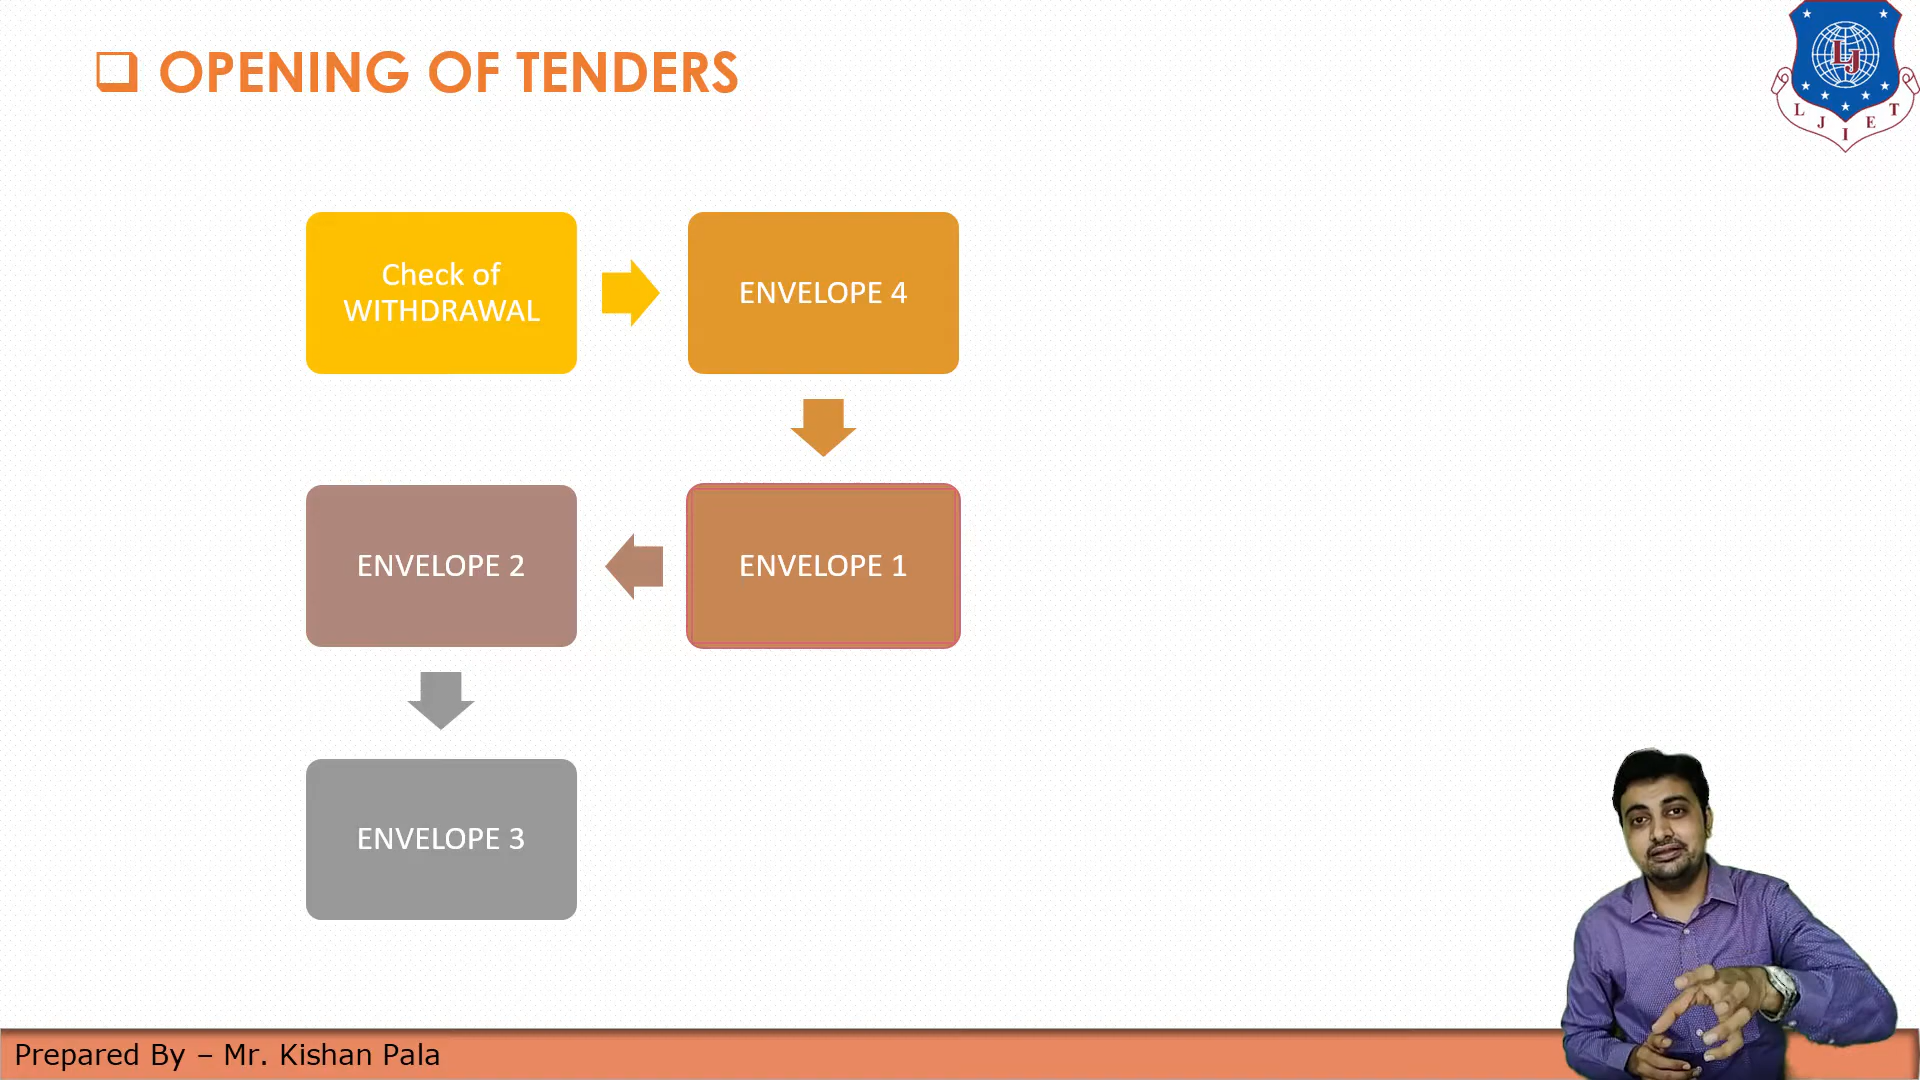 ❑ OPENING OF TENDERS
LJ
L J I E T
Check of
WITHDRAWAL
ENVELOPE 4
ENVELOPE 2
ENVELOPE 1
ENVELOPE 3
Prepared By – Mr. Kishan Pala